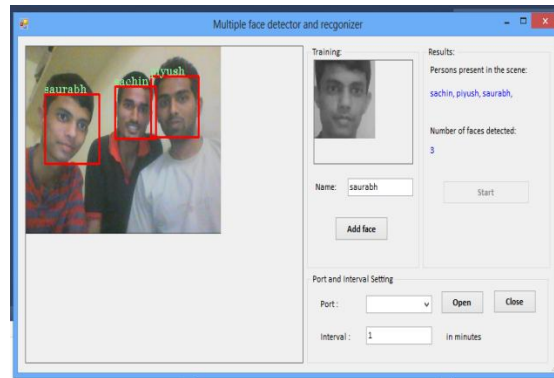 Multiple face detector and recgonizer
saurabh
sachin
piyush
Training:
Name: saurabh
Add face
Results:
Persons present in the scene:
sachin, piyush, saurabh,
Number of faces detected:
3
Start
Port and Interval Setting
Port :
Open
Close
Interval : 1 in minutes